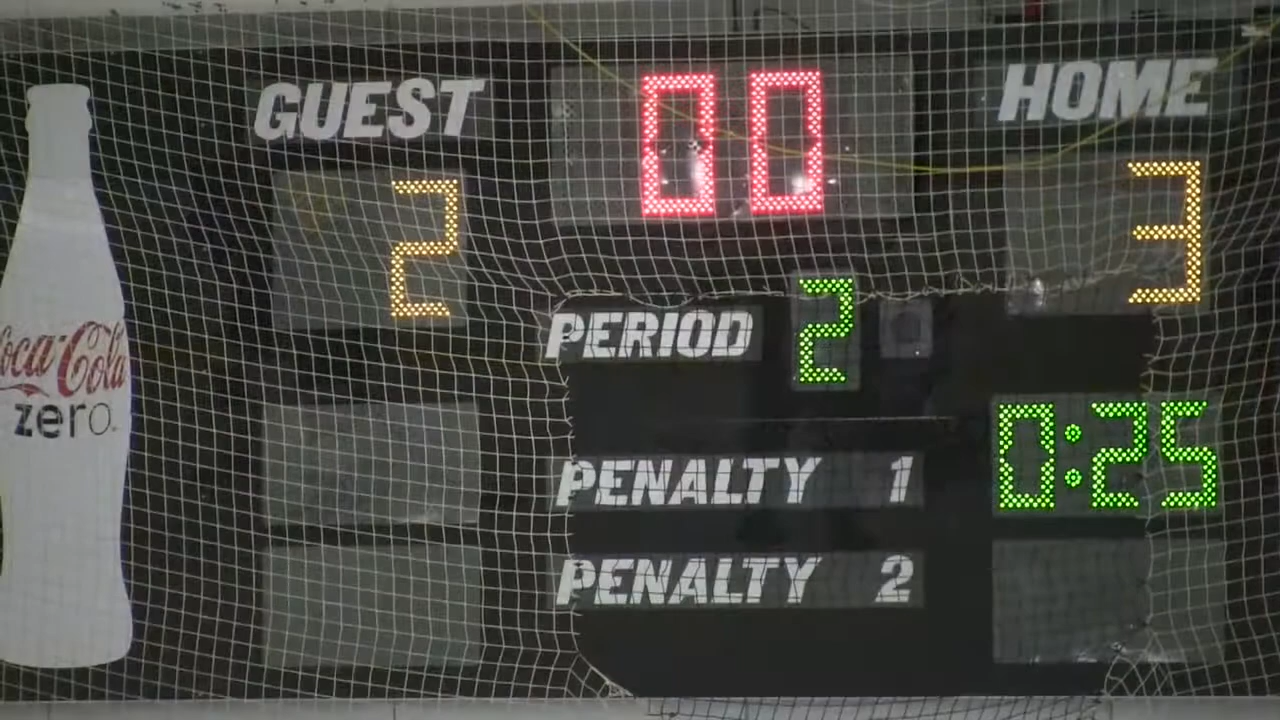 GUEST
00
HOME
2
3
PERIOD 2
Coca-Cola
zero.
PENALTY 1 0:25
PENALTY 2